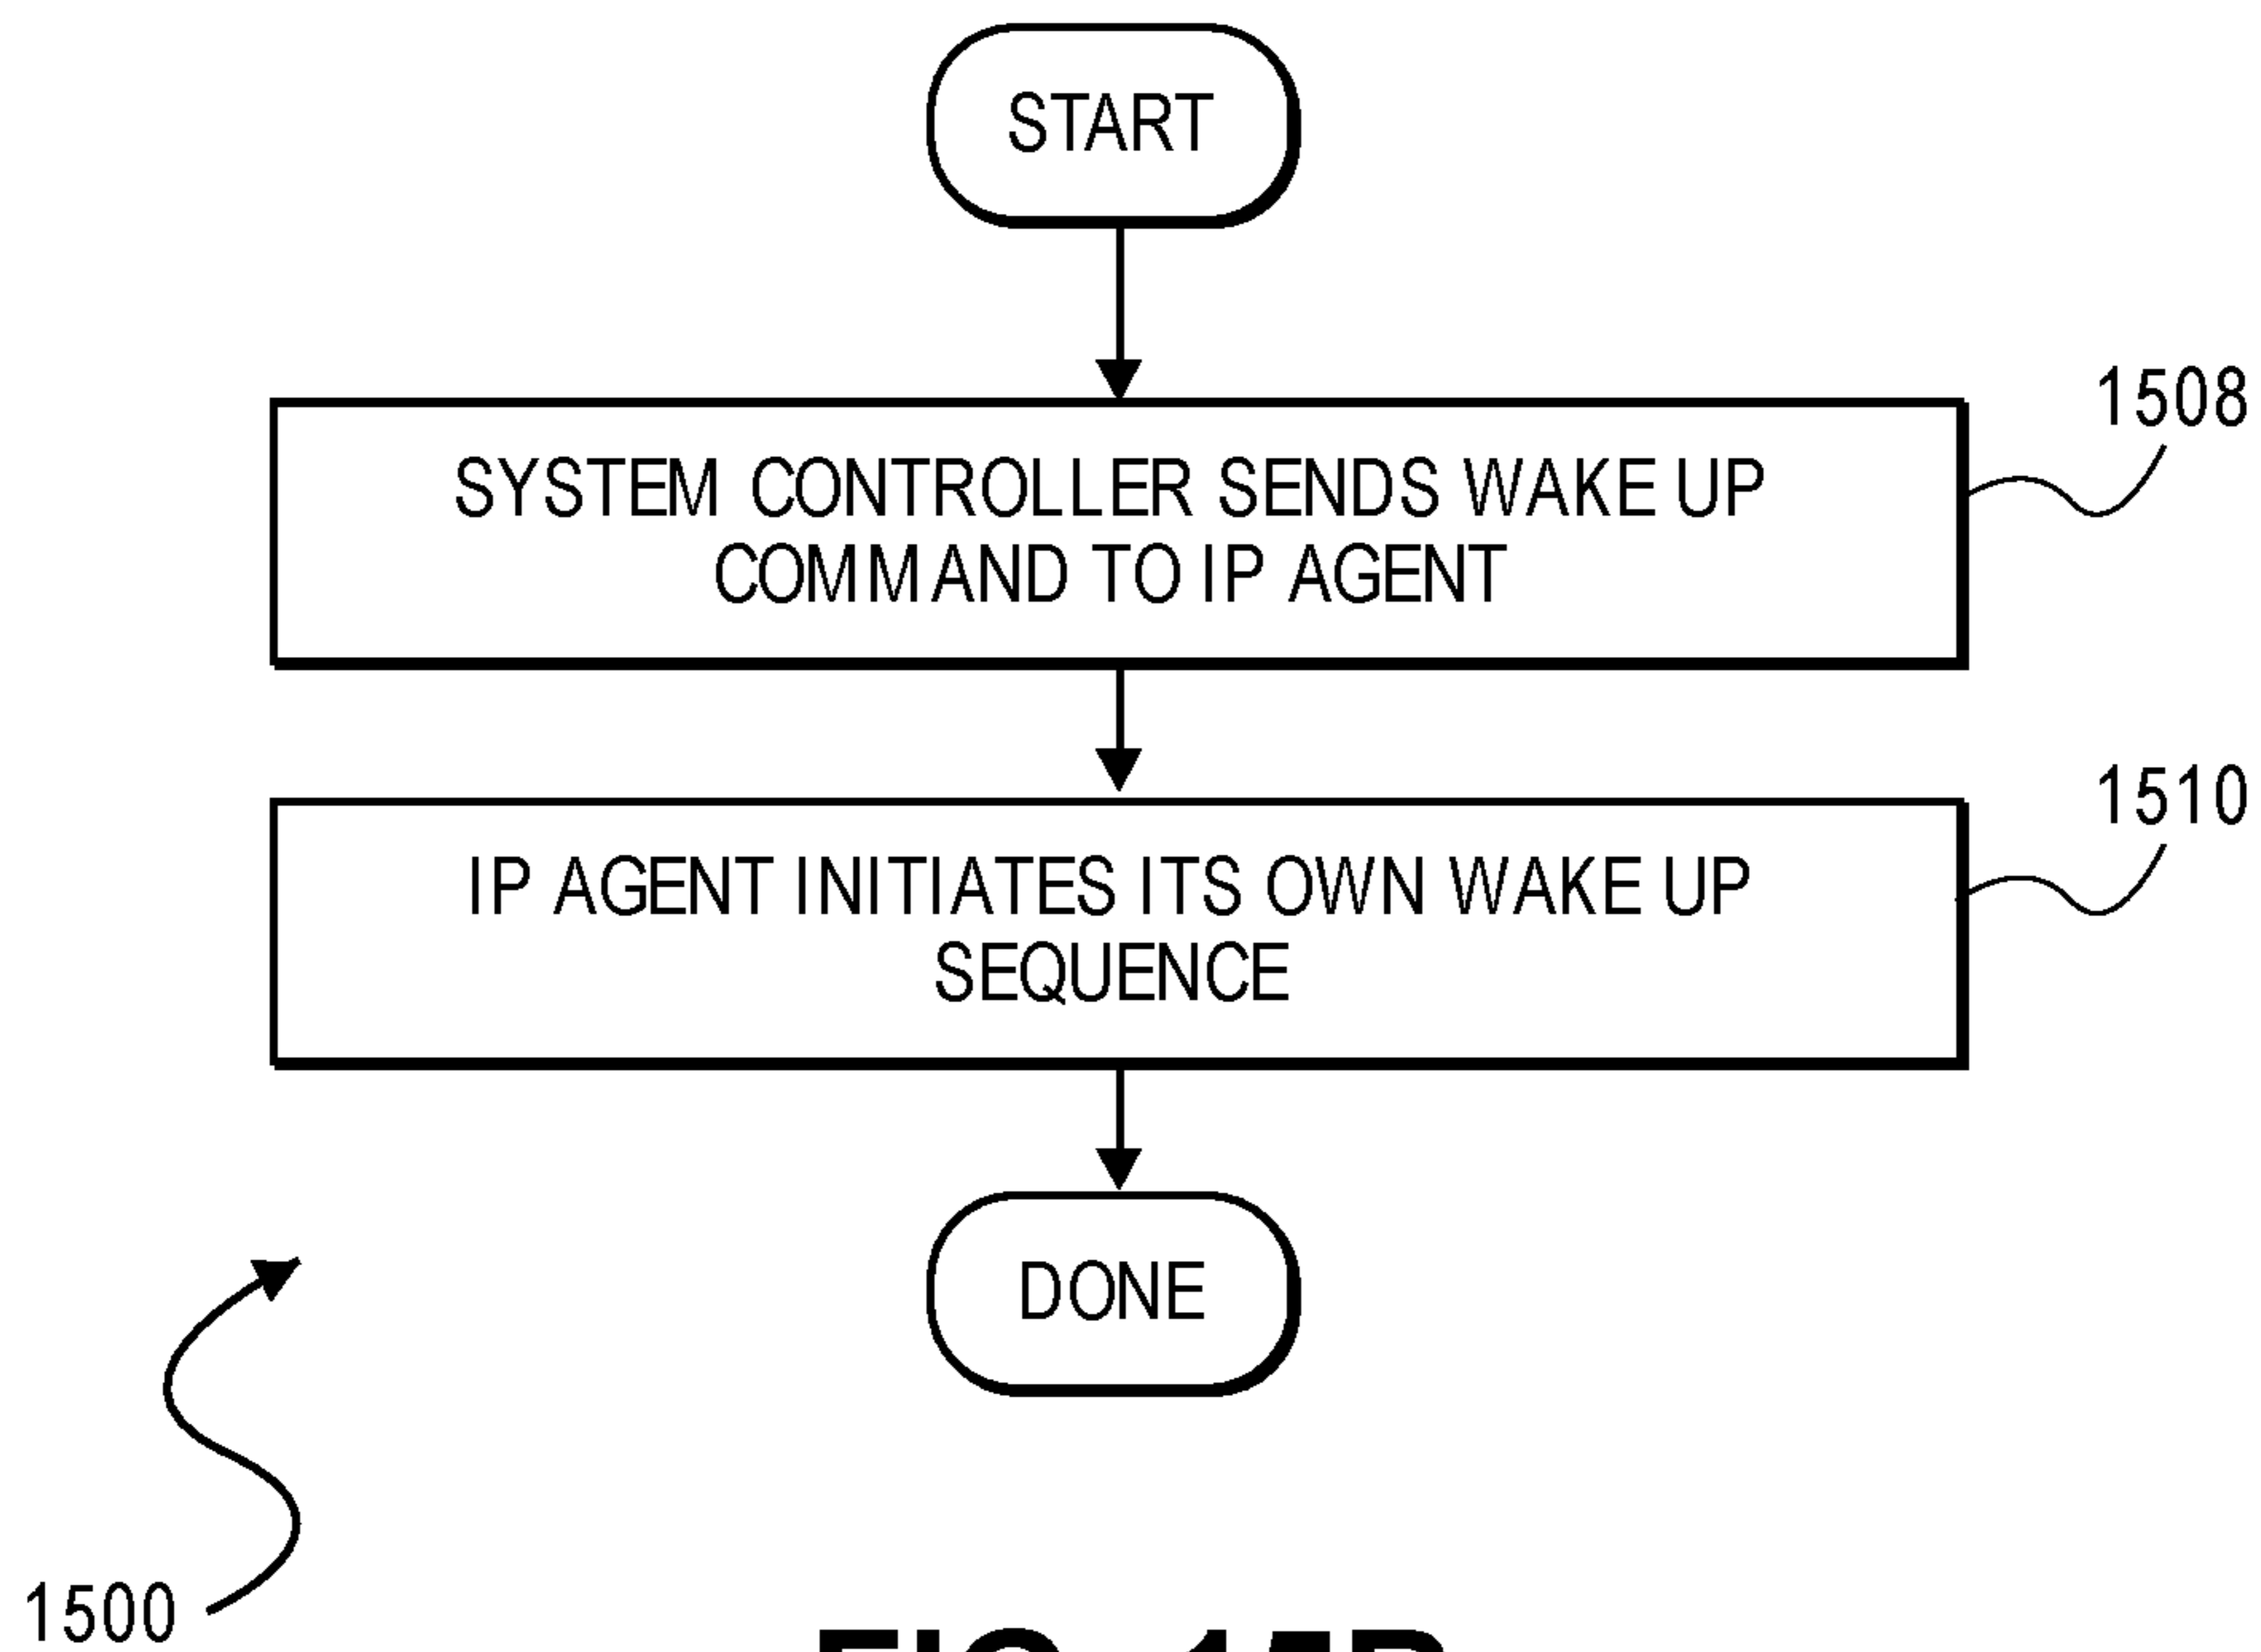 START
1508
SYSTEM CONTROLLER SENDS WAKE UP
COMMAND TO IP AGENT
1510
IP AGENT INITIATES ITS OWN WAKE UP
SEQUENCE
DONE
1500